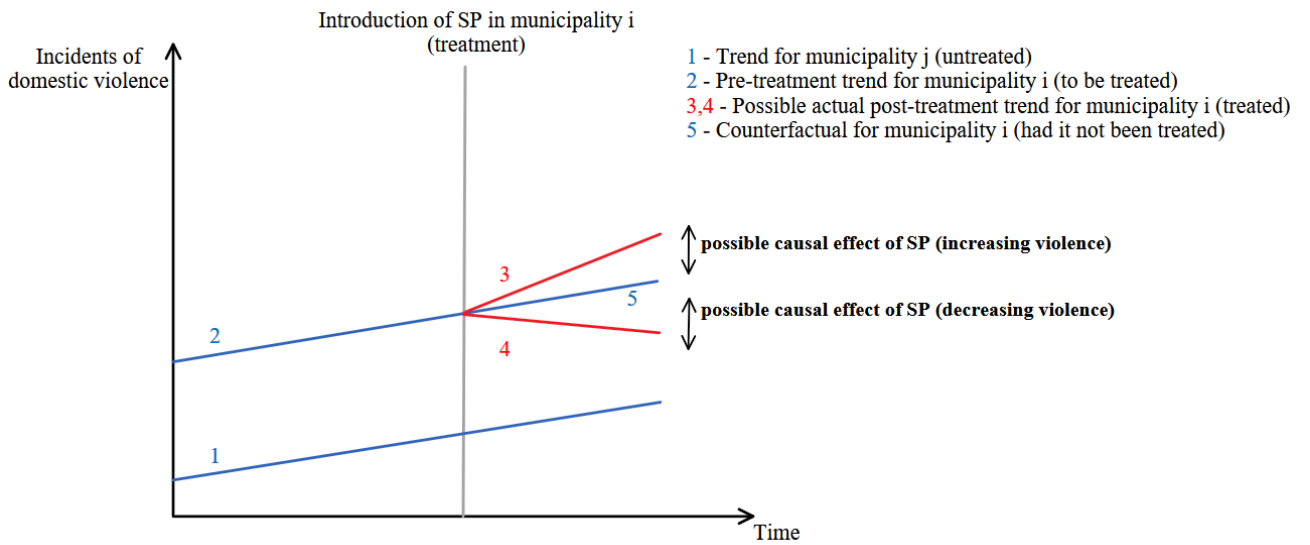 Introduction of SP in municipality i
(treatment)
Incidents of
domestic violence
1 - Trend for municipality j (untreated)
2 - Pre-treatment trend for municipality i (to be treated)
3,4 - Possible actual post-treatment trend for municipality i (treated)
5 - Counterfactual for municipality i (had it not been treated)
possible causal effect of SP (increasing violence)
3
5
possible causal effect of SP (decreasing violence)
2
4
1
Time